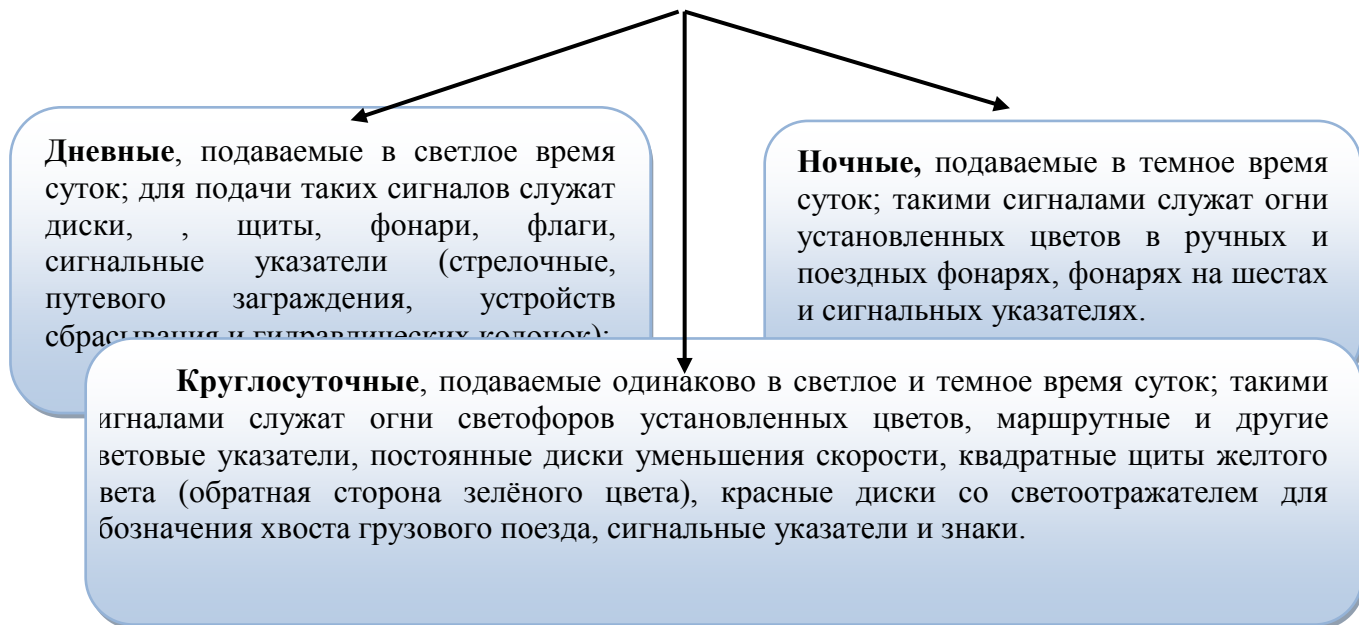 Дневные, подаваемые в светлое время
суток; для подачи таких сигналов служат
диски, , щиты, фонари, флаги,
сигнальные указатели (стрелочные,
путевого заграждения, устройств
сбрасывания и гидравлических колонок);
Ночные, подаваемые в темное время
суток; такими сигналами служат огни
установленных цветов в ручных и
поездных фонарях, фонарях на шестах
и сигнальных указателях.
Круглосуточные, подаваемые одинаково в светлое и темное время суток; такими
игналами служат огни светофоров установленных цветов, маршрутные и другие
ветовые указатели, постоянные диски уменьшения скорости, квадратные щиты желтого
вета (обратная сторона зелёного цвета), красные диски со светоотражателем для
бозначения хвоста грузового поезда, сигнальные указатели и знаки.